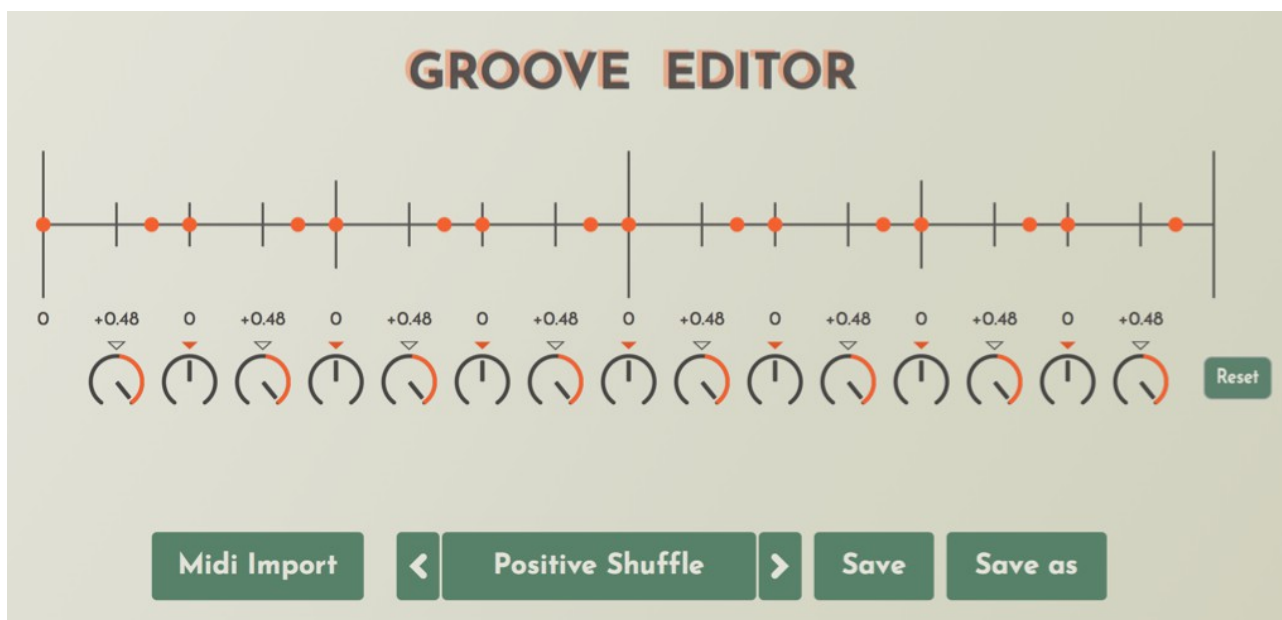 GROOVE EDITOR
0 +0.48 0 +0.48 0 +0.48 0 +0.48 0 +0.48 0 +0.48 0 +0.48 0 +0.48
Reset
Midi Import < Positive Shuffle > Save Save as